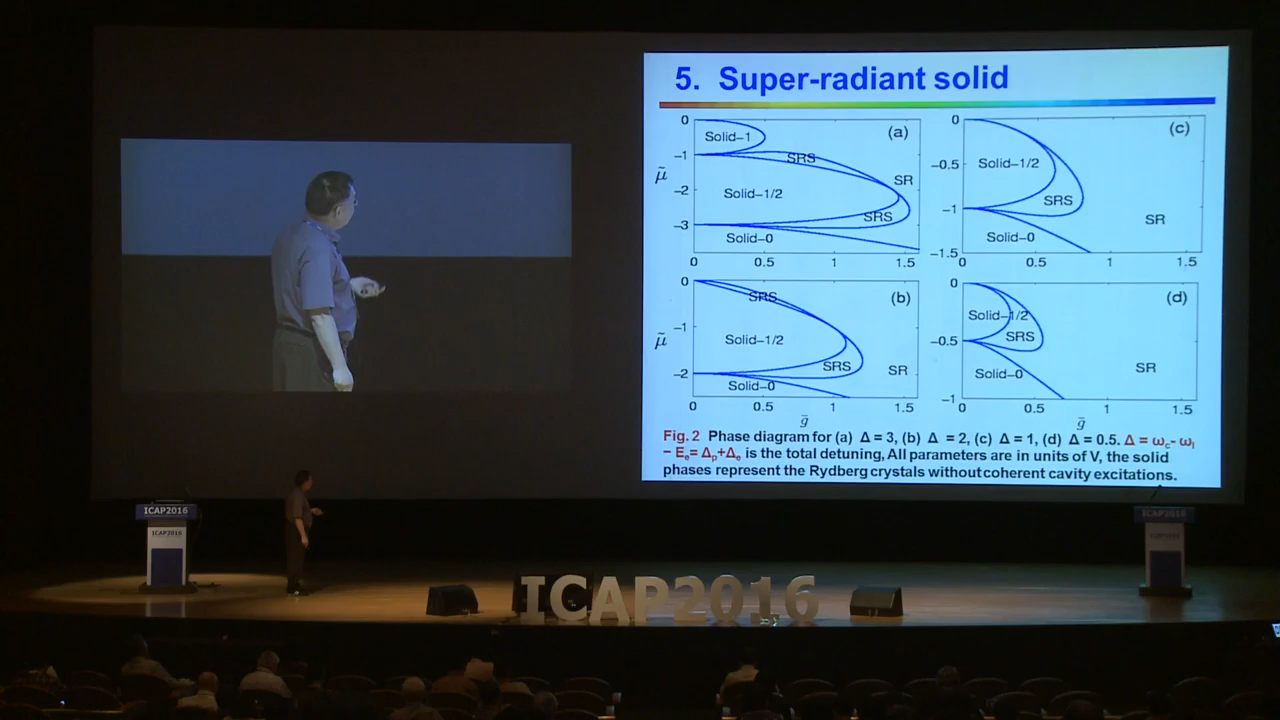 5. Super-radiant solid
0
Solid-1
(a)
-1
SRS
μ̃
SR
-2
Solid-1/2
SRS
-3
Solid-0
0
0.5
1
1.5
0
(c)
-0.5
Solid-1/2
SRS
-1
SR
Solid-0
-1.5
0
0.5
1
1.5
0
SRS
(b)
-1
Solid-1/2
μ̃
SRS
SR
-2
Solid-0
0
0.5
1
1.5
g̅
0
(d)
Solid-1/2
-0.5
SRS
SR
Solid-0
-1
0
0.5
1
1.5
g̅
Fig. 2 Phase diagram for (a) Δ = 3, (b) Δ = 2, (c) Δ = 1, (d) Δ = 0.5. Δ = ωc- ωl
- Ee= Δp+Δe is the total detuning, All parameters are in units of V, the solid
phases represent the Rydberg crystals without coherent cavity excitations.
ICAP2016
ICAP2016
ICAP2016
ICAP2016